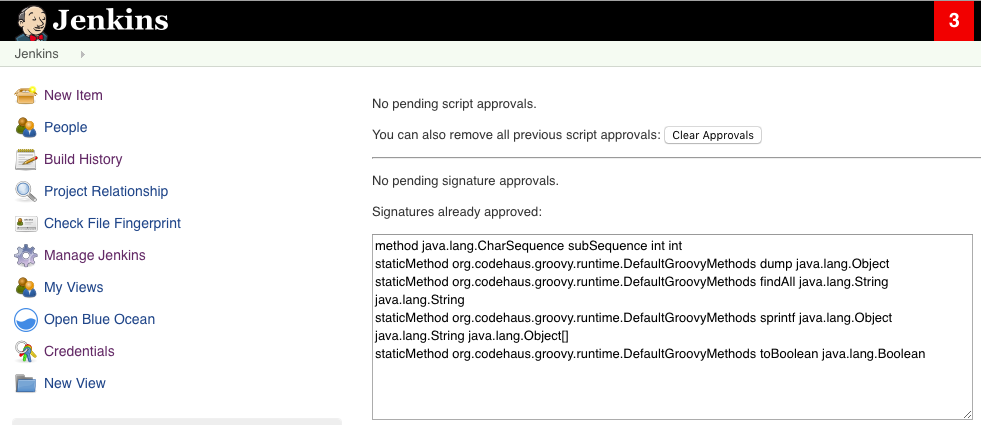 Jenkins
3
Jenkins
New Item
People
Build History
Project Relationship
Check File Fingerprint
Manage Jenkins
My Views
Open Blue Ocean
Credentials
New View
No pending script approvals.
You can also remove all previous script approvals: Clear Approvals
No pending signature approvals.
Signatures already approved:
method java.lang.CharSequence subSequence int int
staticMethod org.codehaus.groovy.runtime.DefaultGroovyMethods dump java.lang.Object
staticMethod org.codehaus.groovy.runtime.DefaultGroovyMethods findAll java.lang.String
java.lang.String
staticMethod org.codehaus.groovy.runtime.DefaultGroovyMethods sprintf java.lang.Object
java.lang.String java.lang.Object[]
staticMethod org.codehaus.groovy.runtime.DefaultGroovyMethods toBoolean java.lang.Boolean